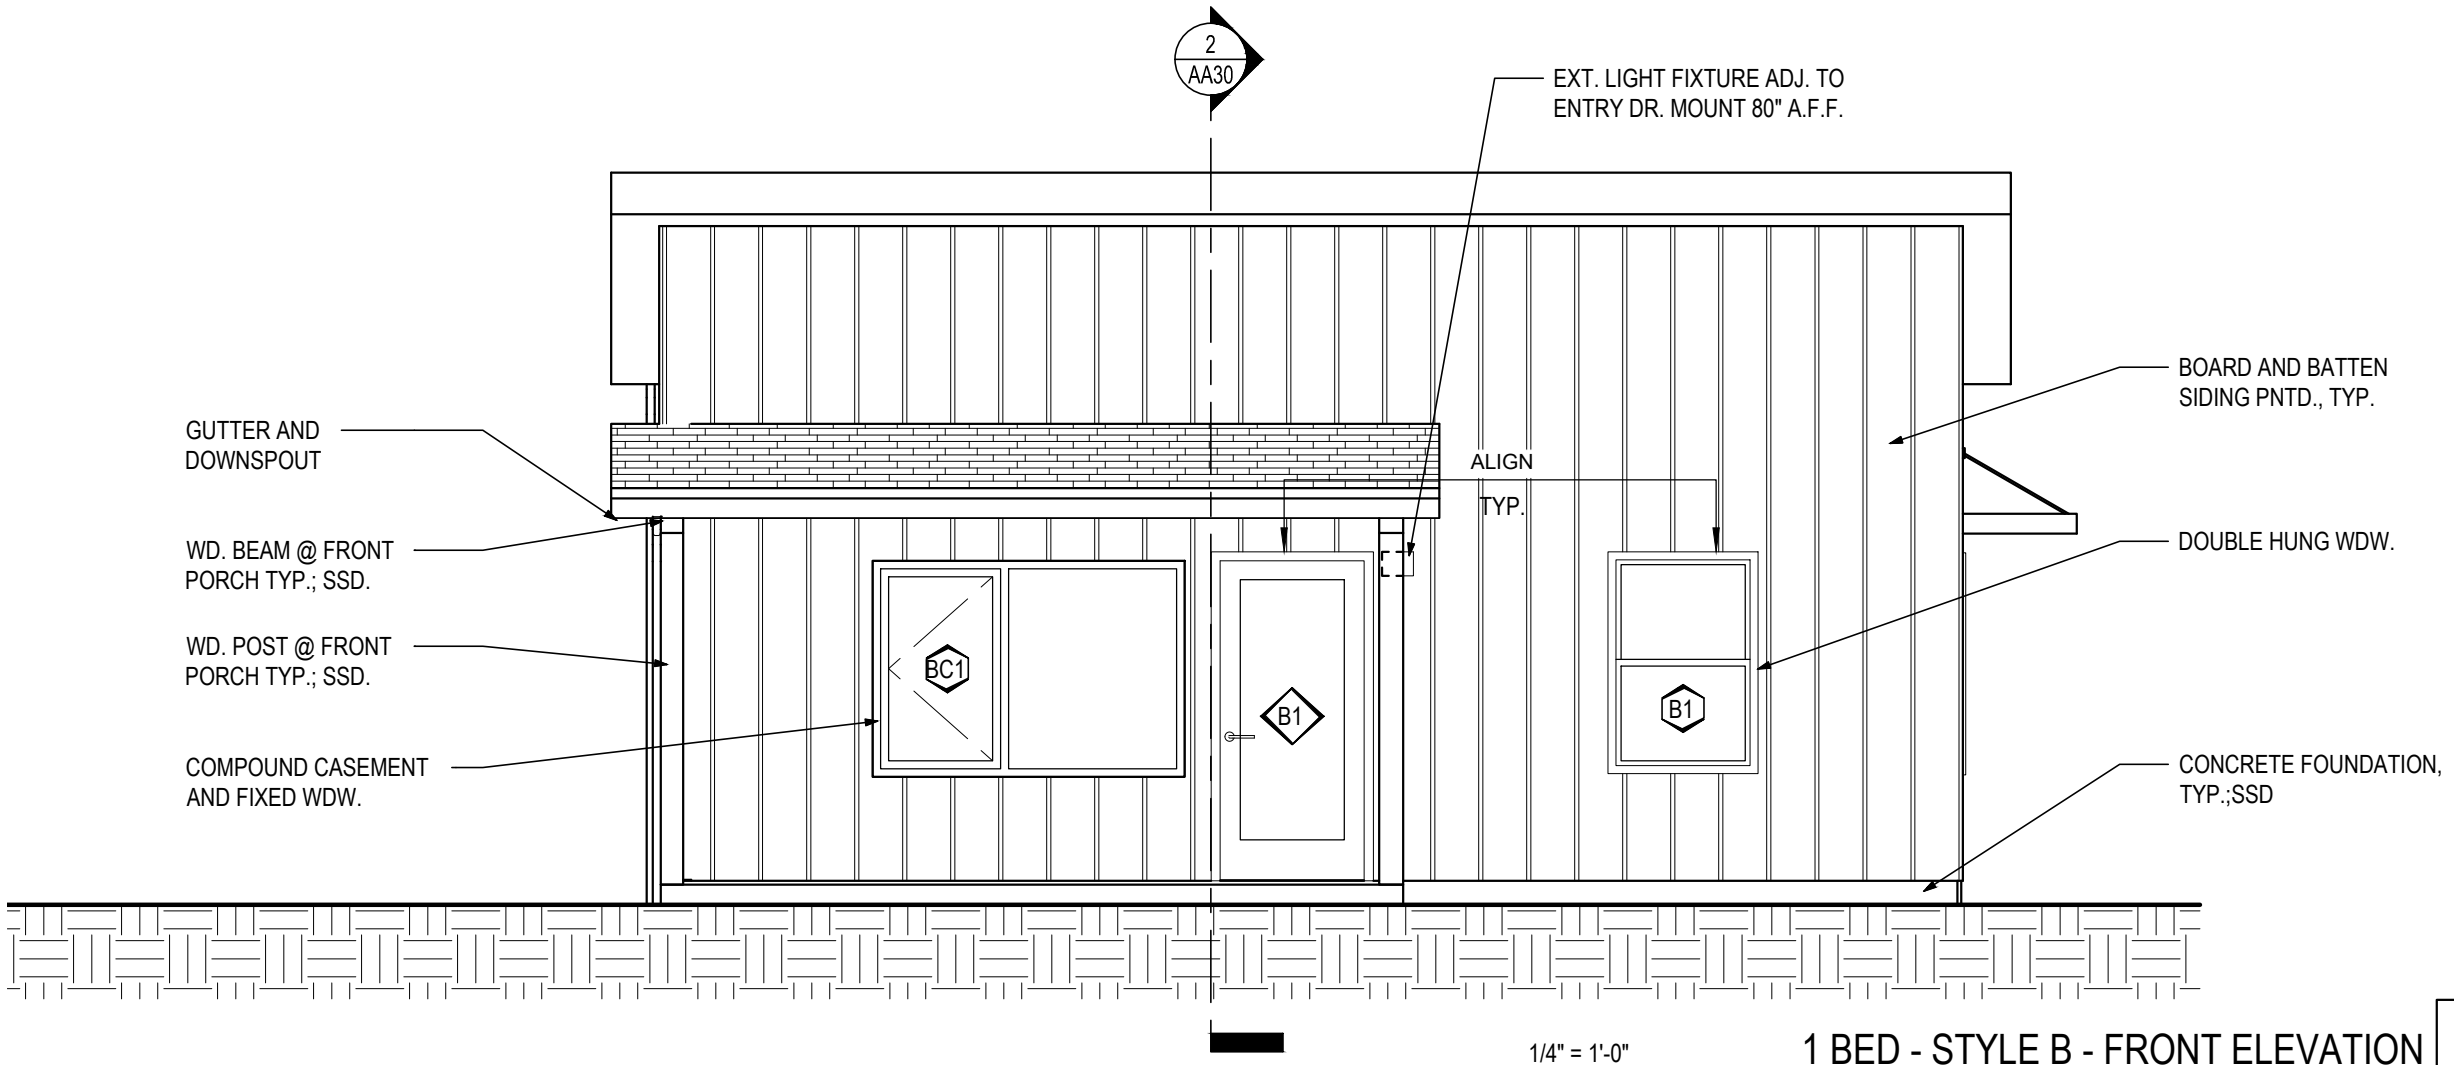 2
AA30
EXT. LIGHT FIXTURE ADJ. TO
ENTRY DR. MOUNT 80" A.F.F.
BOARD AND BATTEN
SIDING PNTD., TYP.
GUTTER AND
DOWNSPOUT
ALIGN
TYP.
WD. BEAM @ FRONT
PORCH TYP.; SSD.
DOUBLE HUNG WDW.
WD. POST @ FRONT
PORCH TYP.; SSD.
BC1
B1
B1
COMPOUND CASEMENT
AND FIXED WDW.
CONCRETE FOUNDATION,
TYP.;SSD
1/4" = 1'-0"
1 BED - STYLE B - FRONT ELEVATION